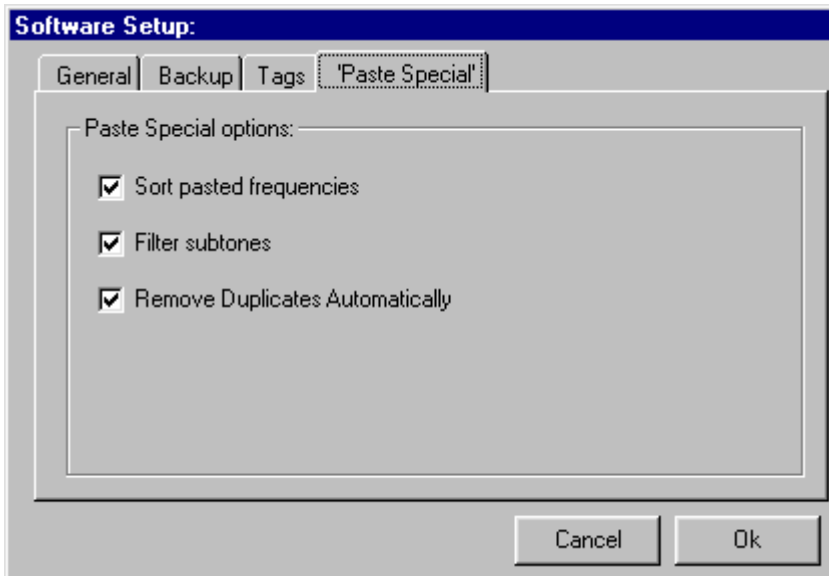 Software Setup:
General Backup Tags 'Paste Special'
Paste Special options:
Sort pasted frequencies
Filter subtones
Remove Duplicates Automatically
Cancel Ok